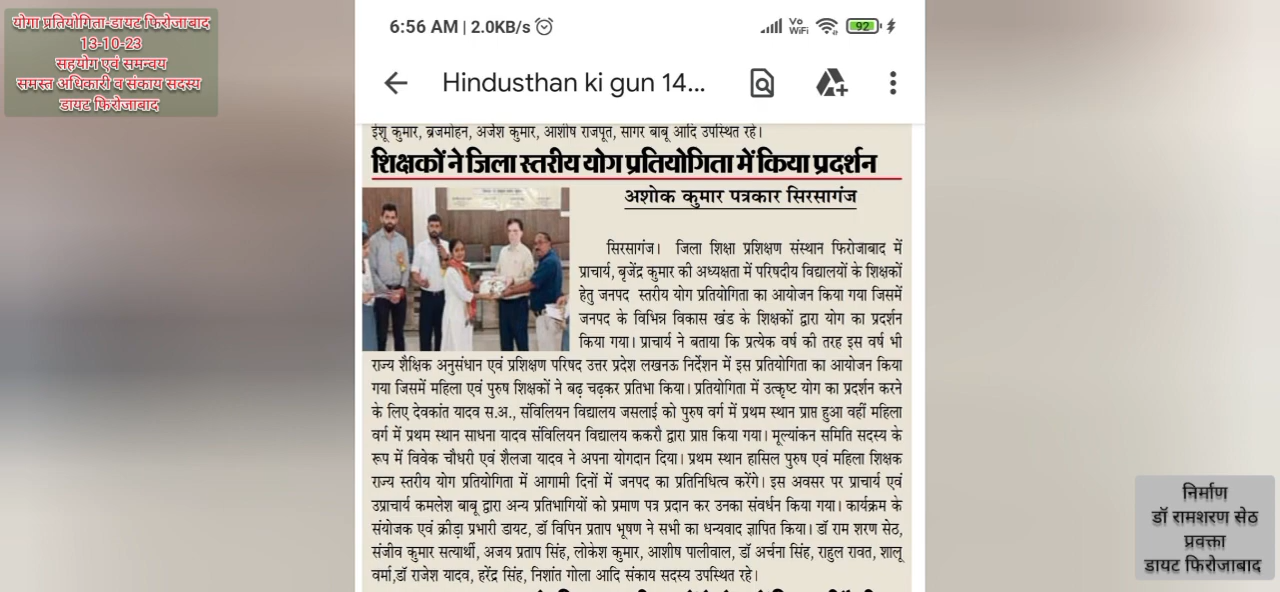 योगा प्रतियोगिता-डायट फिरोजाबाद
13-10-23
सहयोग एवं समन्वय
समस्त अधिकारी व संकाय सदस्य
डायट फिरोजाबाद
6:56 AM | 2.0KB/s
Vo WiFi
92
Hindusthan ki gun 14...
ईशू कुमार, ब्रजमोहन, अजेश कुमार, आशीष राजपूत, सागर बाबू आदि उपस्थित रहे।
शिक्षकों ने जिला स्तरीय योग प्रतियोगिता में किया प्रदर्शन
अशोक कुमार पत्रकार सिरसागंज
सिरसागंज। जिला शिक्षा प्रशिक्षण संस्थान फिरोजाबाद में
प्राचार्य, बृजेंद्र कुमार की अध्यक्षता में परिषदीय विद्यालयों के शिक्षकों
हेतु जनपद स्तरीय योग प्रतियोगिता का आयोजन किया गया जिसमें
जनपद के विभिन्न विकास खंड के शिक्षकों द्वारा योग का प्रदर्शन
किया गया। प्राचार्य ने बताया कि प्रत्येक वर्ष की तरह इस वर्ष भी
राज्य शैक्षिक अनुसंधान एवं प्रशिक्षण परिषद उत्तर प्रदेश लखनऊ निर्देशन में इस प्रतियोगिता का आयोजन किया
गया जिसमें महिला एवं पुरुष शिक्षकों ने बढ़ चढ़कर प्रतिभा किया। प्रतियोगिता में उत्कृष्ट योग का प्रदर्शन करने
के लिए देवकांत यादव स.अ., संविलियन विद्यालय जसलाई को पुरुष वर्ग में प्रथम स्थान प्राप्त हुआ वहीं महिला
वर्ग में प्रथम स्थान साधना यादव संविलियन विद्यालय ककरौ द्वारा प्राप्त किया गया। मूल्यांकन समिति सदस्य के
रूप में विवेक चौधरी एवं शैलजा यादव ने अपना योगदान दिया। प्रथम स्थान हासिल पुरुष एवं महिला शिक्षक
राज्य स्तरीय योग प्रतियोगिता में आगामी दिनों में जनपद का प्रतिनिधित्व करेंगे। इस अवसर पर प्राचार्य एवं
उप्राचार्य कमलेश बाबू द्वारा अन्य प्रतिभागियों को प्रमाण पत्र प्रदान कर उनका संवर्धन किया गया। कार्यक्रम के
संयोजक एवं क्रीड़ा प्रभारी डायट, डॉ विपिन प्रताप भूषण ने सभी का धन्यवाद ज्ञापित किया। डॉ राम शरण सेठ,
संजीव कुमार सत्यार्थी, अजय प्रताप सिंह, लोकेश कुमार, आशीष पालीवाल, डॉ अर्चना सिंह, राहुल रावत, शालू
वर्मा,डॉ राजेश यादव, हरेंद्र सिंह, निशांत गोला आदि संकाय सदस्य उपस्थित रहे।
निर्माण
डॉ रामशरण सेठ
प्रवक्ता
डायट फिरोजाबाद